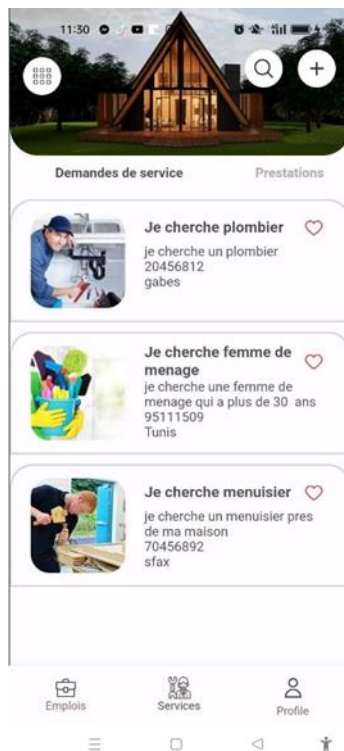 11:30
Demandes de service
Prestations
Je cherche plombier
je cherche un plombier
20456812
gabes
Je cherche femme de
menage
je cherche une femme de
menage qui a plus de 30 ans
95111509
Tunis
Je cherche menuisier
je cherche un menuisier pres
de ma maison
70456892
sfax
Emplois
Services
Profile